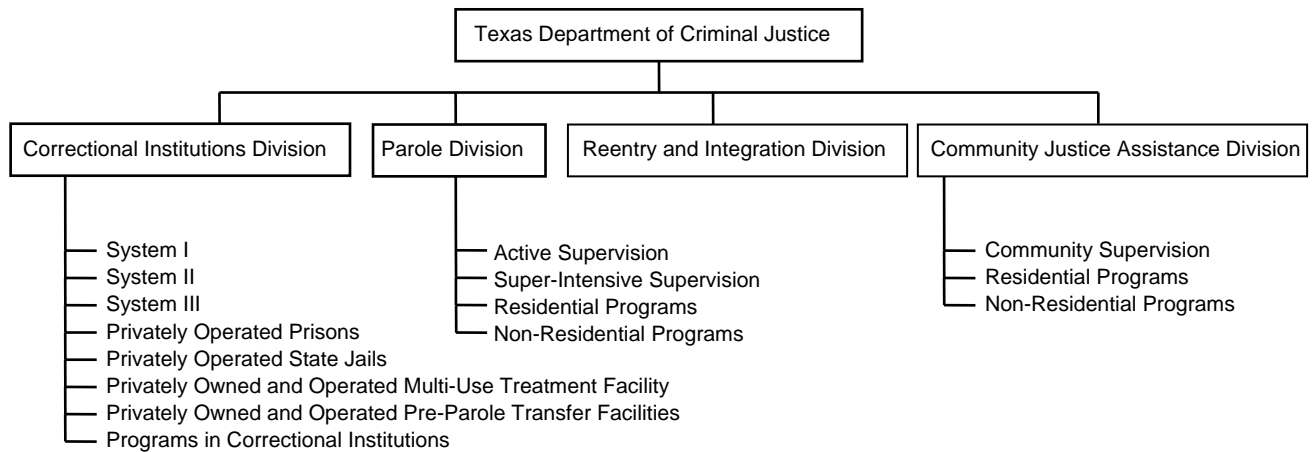 Texas Department of Criminal Justice
Correctional Institutions Division
Parole Division
Reentry and Integration Division
Community Justice Assistance Division
System I
System II
System III
Privately Operated Prisons
Privately Operated State Jails
Privately Owned and Operated Multi-Use Treatment Facility
Privately Owned and Operated Pre-Parole Transfer Facilities
Programs in Correctional Institutions
Active Supervision
Super-Intensive Supervision
Residential Programs
Non-Residential Programs
Community Supervision
Residential Programs
Non-Residential Programs